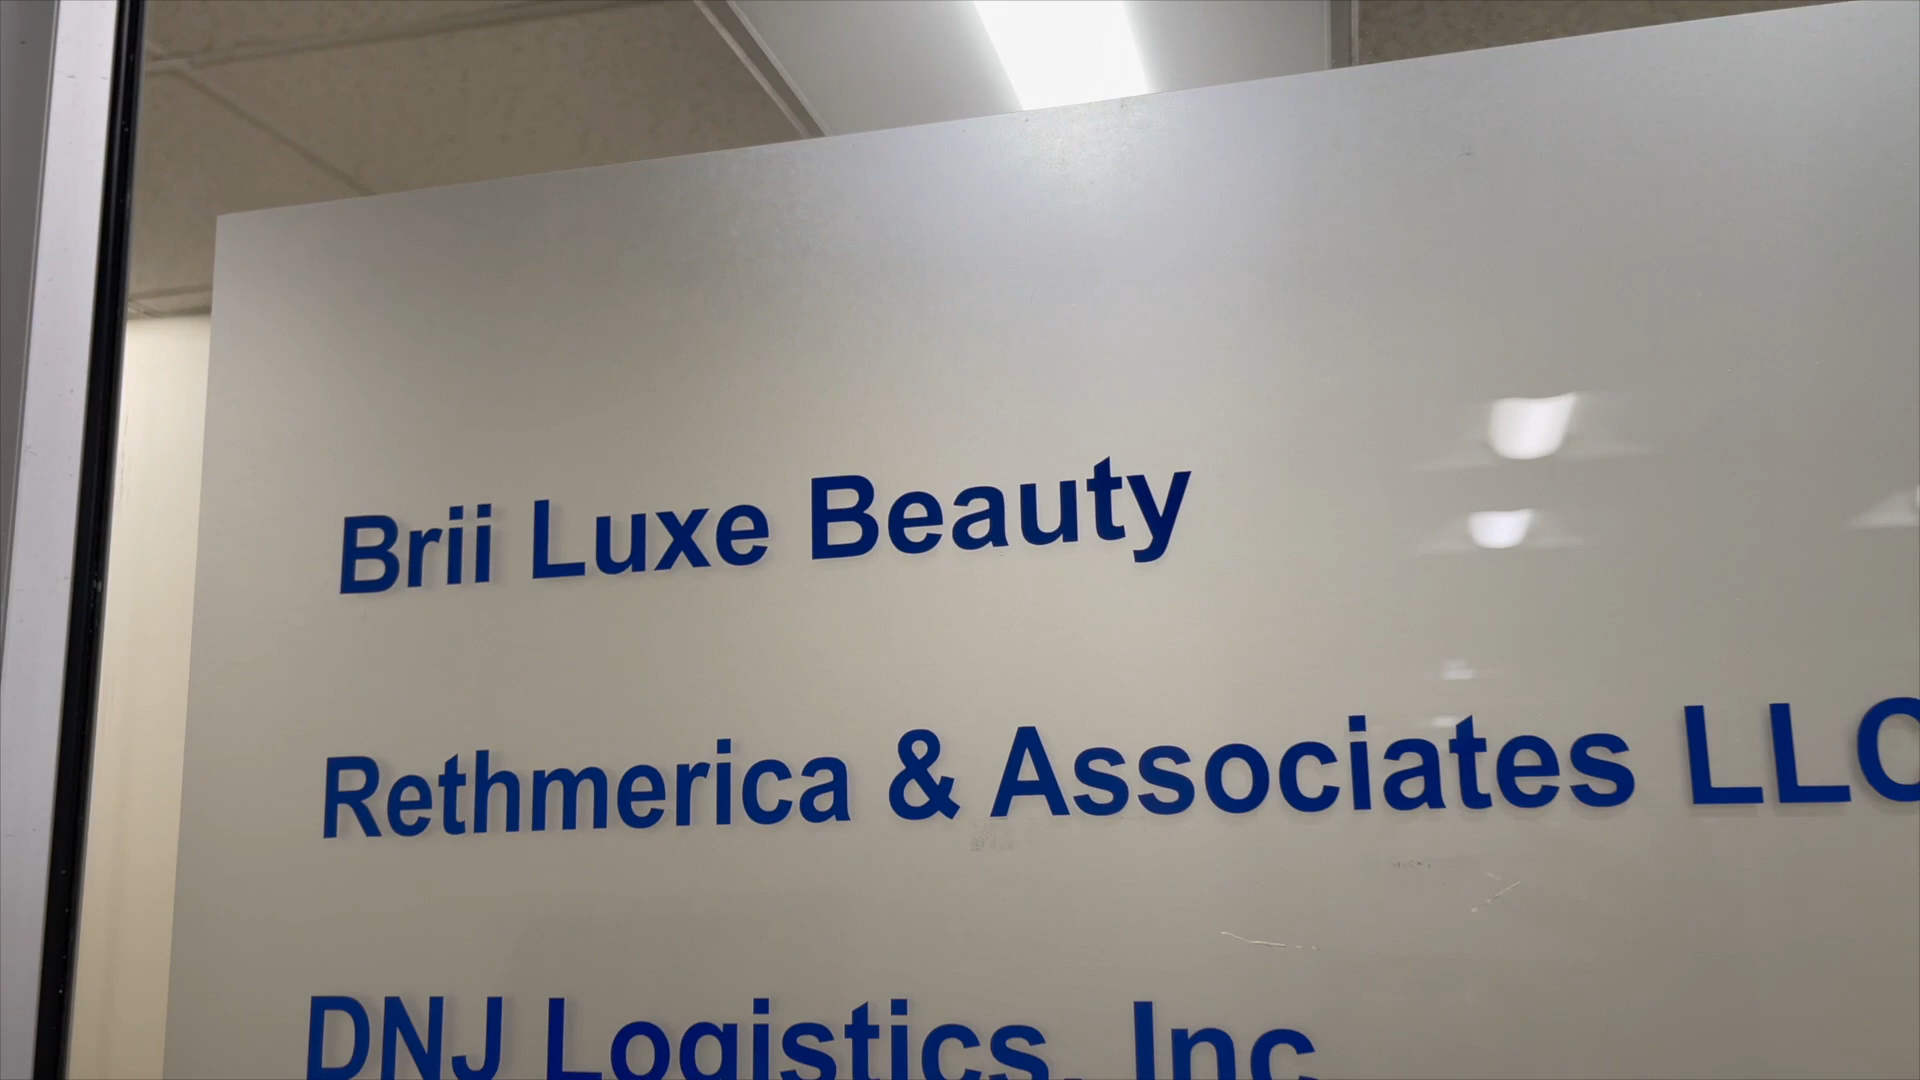 Brii Luxe Beauty
Rethmerica & Associates LLC
DNJ Logistics, Inc